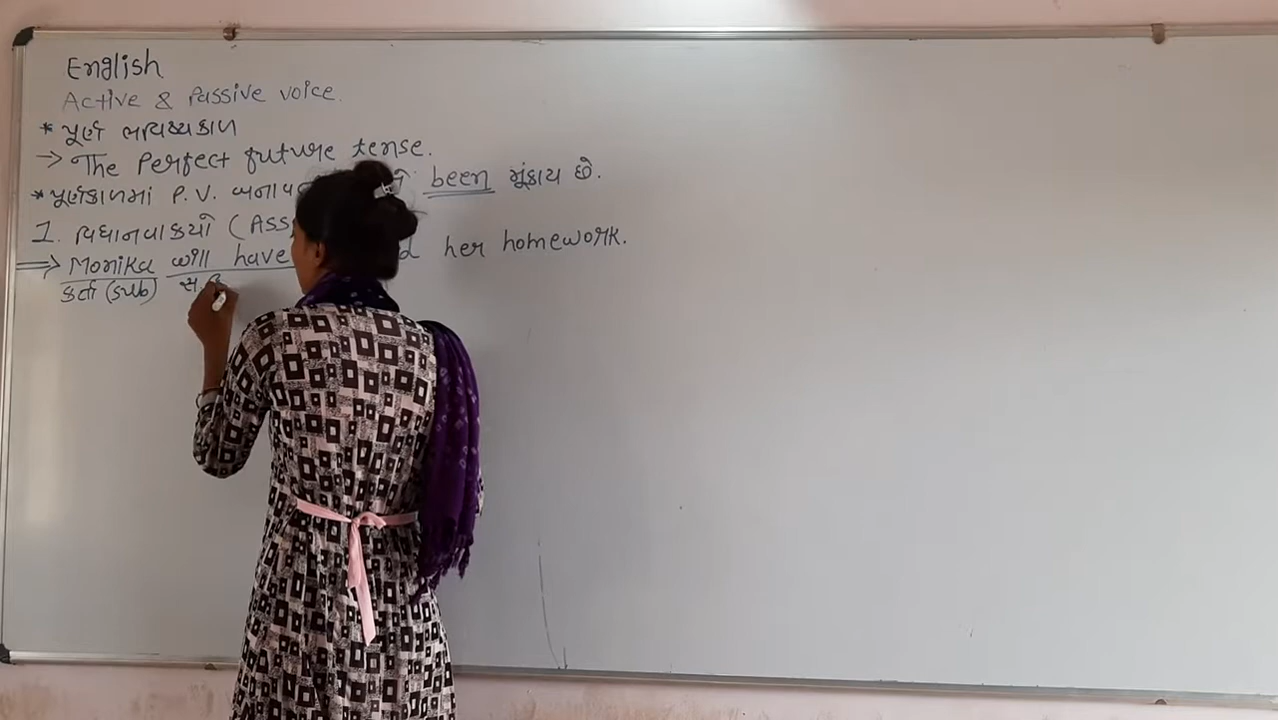 English
Active & Passive voice.
* પૂર્ણ ભવિષ્યકાળ
→ The Perfect future tense.
* પૂર્ણકાળમાં P.V. been મૂકાય છે.
1. વિધાનવાક્યો (Ass
⇒ Monika will have her homework.
કર્તા (sub) સ.